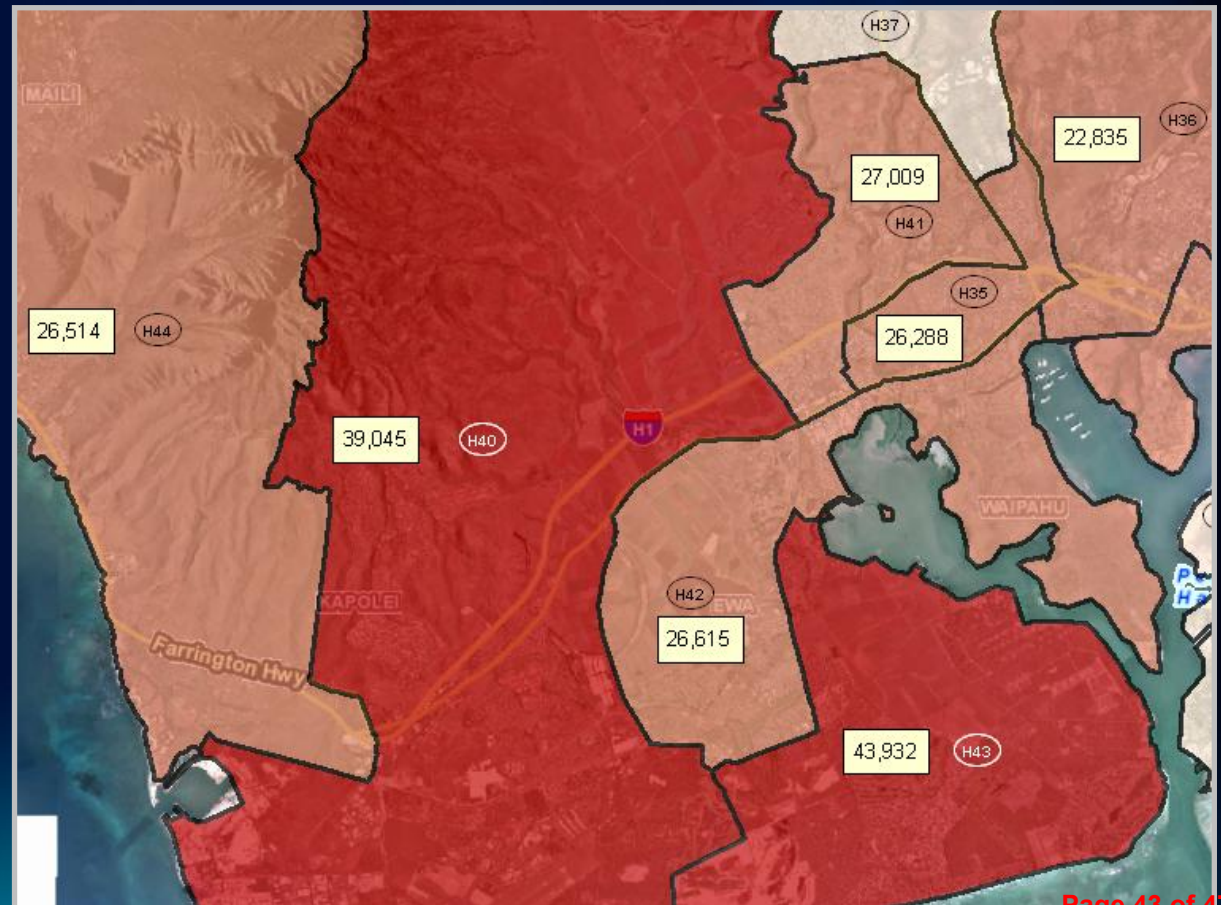 H37
MAILI
H36
22,835
27,009
H41
H35
26,514
H44
26,288
39,045
H40
H1
WAIPAHU
KAPOLEI
H42
EWA
26,615
Farrington Hwy
43,932
H43